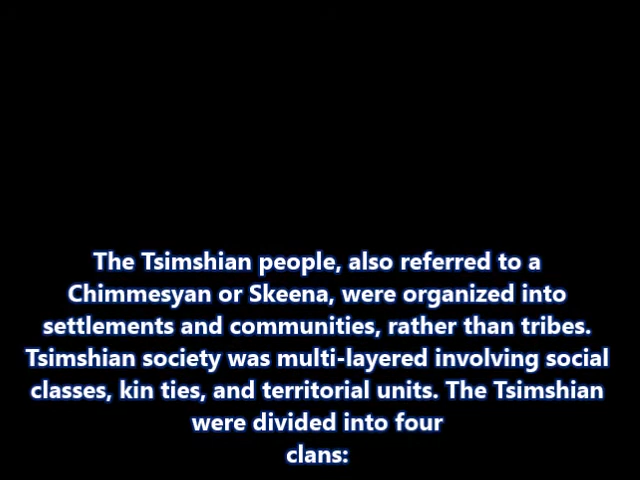 The Tsimshian people, also referred to a
Chimmesyan or Skeena, were organized into
settlements and communities, rather than tribes.
Tsimshian society was multi-layered involving social
classes, kin ties, and territorial units. The Tsimshian
were divided into four
clans: